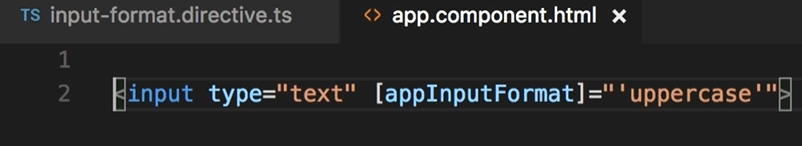 TS input-format.directive.ts <> app.component.html ×
1
2 <input type="text" [appInputFormat]="'uppercase'">